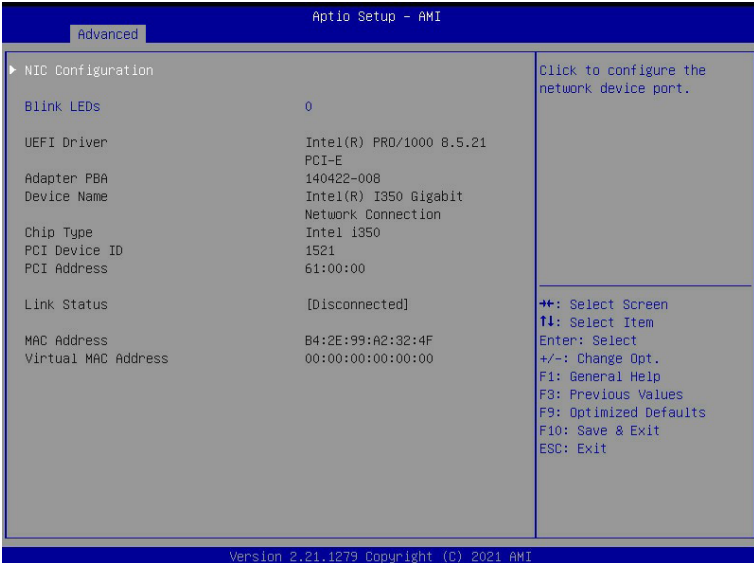 Aptio Setup – AMI
Advanced
▶ NIC Configuration
Blink LEDs 0
UEFI Driver Intel(R) PRO/1000 8.5.21
PCI-E
Adapter PBA 140422-008
Device Name Intel(R) I350 Gigabit
Network Connection
Chip Type Intel i350
PCI Device ID 1521
PCI Address 61:00:00
Link Status [Disconnected]
MAC Address B4:2E:99:A2:32:4F
Virtual MAC Address 00:00:00:00:00:00
Click to configure the
network device port.
→←: Select Screen
↑↓: Select Item
Enter: Select
+/-: Change Opt.
F1: General Help
F3: Previous Values
F9: Optimized Defaults
F10: Save & Exit
ESC: Exit
Version 2.21.1279 Copyright (C) 2021 AMI